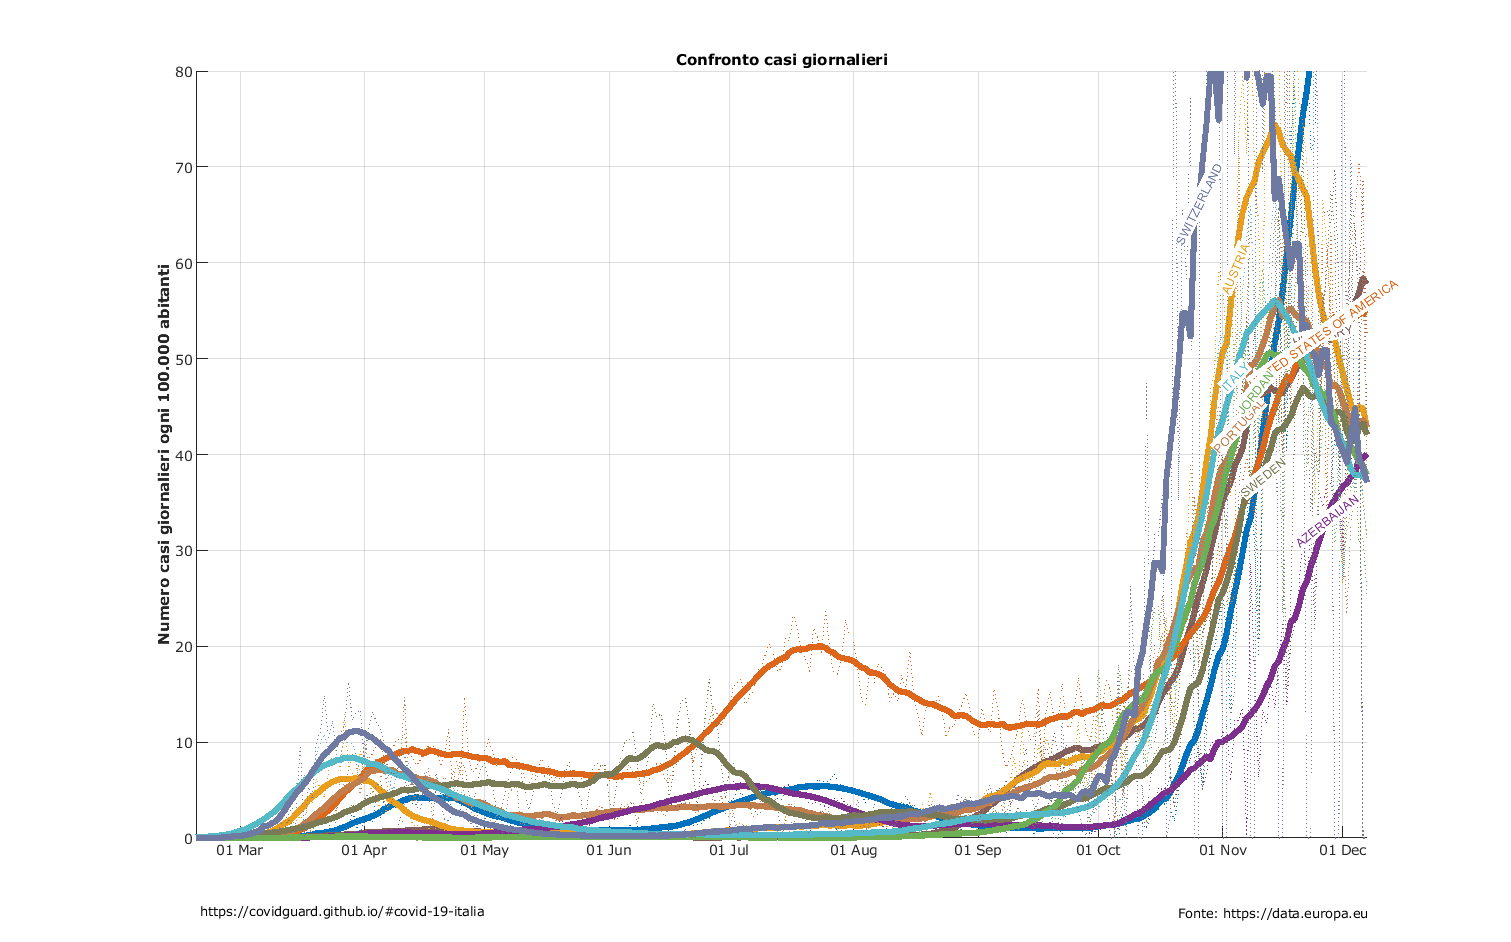 Confronto casi giornalieri
Numero casi giornalieri ogni 100.000 abitanti
80
70
60
50
40
30
20
10
0
SWITZERLAND
AUSTRIA
ED STATES OF AMERICA
ITALY
JORDAN
PORTUGAL
SWEDEN
AZERBAIJAN
01 Mar
01 Apr
01 May
01 Jun
01 Jul
01 Aug
01 Sep
01 Oct
01 Nov
01 Dec
https://covidguard.github.io/#covid-19-italia
Fonte: https://data.europa.eu